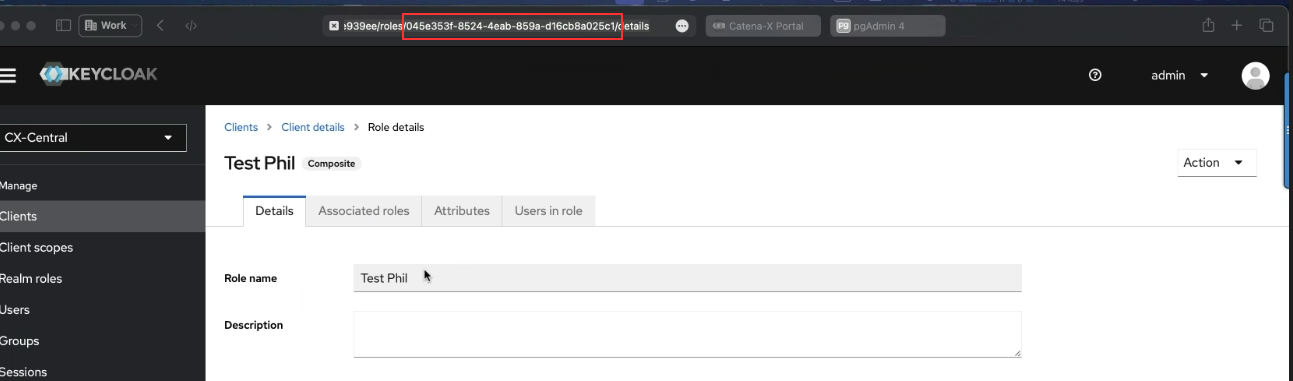 Work
e939ee/roles/045e353f-8524-4eab-859a-d16cb8a025c1/details
Catena-X Portal
pgAdmin 4
KEYCLOAK
admin
CX-Central
Clients > Client details > Role details
Test Phil Composite
Action
Manage
Clients
Client scopes
Realm roles
Users
Groups
Sessions
Details
Associated roles
Attributes
Users in role
Role name
Test Phil
Description